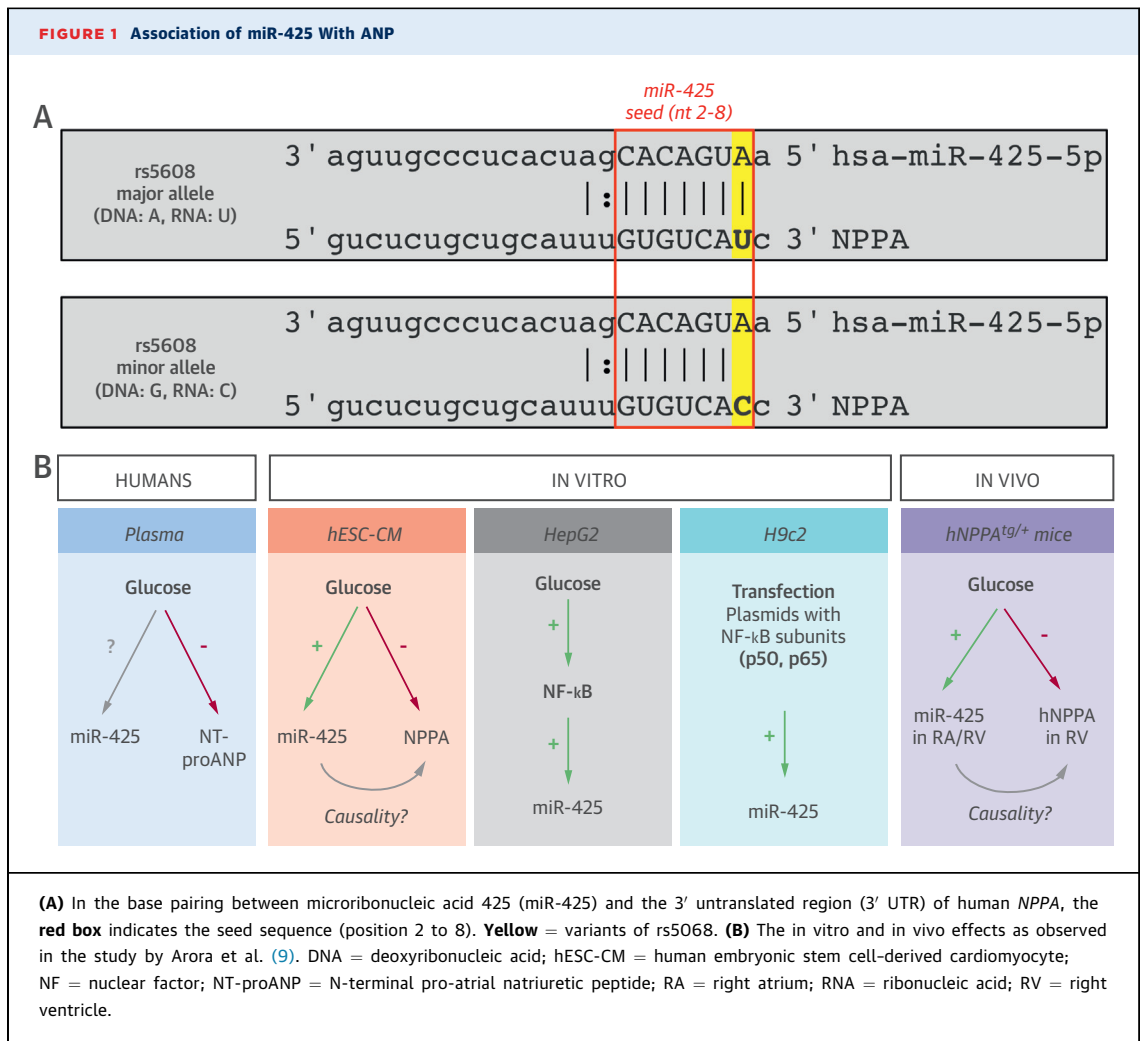 FIGURE 1 Association of miR-425 With ANP
miR-425
seed (nt 2-8)
A
rs5608
major allele
(DNA: A, RNA: U)
3' aguugcccucacuagCACAGUAa 5' hsa-miR-425-5p
|:|||||||
5' gucucugcugcauuuGUGUCAUc 3' NPPA
rs5608
minor allele
(DNA: G, RNA: C)
3' aguugcccucacuagCACAGUAa 5' hsa-miR-425-5p
|:||||||
5' gucucugcugcauuuGUGUCACc 3' NPPA
B
HUMANS
Plasma
Glucose
?
-
miR-425
NT-
proANP
IN VITRO
hESC-CM
Glucose
+
-
miR-425
NPPA
Causality?
HepG2
Glucose
+
NF-κB
+
miR-425
H9c2
Transfection
Plasmids with
NF-κB subunits
(p50, p65)
+
miR-425
IN VIVO
hNPPAtg/+ mice
Glucose
+
-
miR-425
in RA/RV
hNPPA
in RV
Causality?
(A) In the base pairing between microribonucleic acid 425 (miR-425) and the 3′ untranslated region (3′ UTR) of human NPPA, the
red box indicates the seed sequence (position 2 to 8). Yellow = variants of rs5068. (B) The in vitro and in vivo effects as observed
in the study by Arora et al. (9). DNA = deoxyribonucleic acid; hESC-CM = human embryonic stem cell–derived cardiomyocyte;
NF = nuclear factor; NT-proANP = N-terminal pro-atrial natriuretic peptide; RA = right atrium; RNA = ribonucleic acid; RV = right
ventricle.